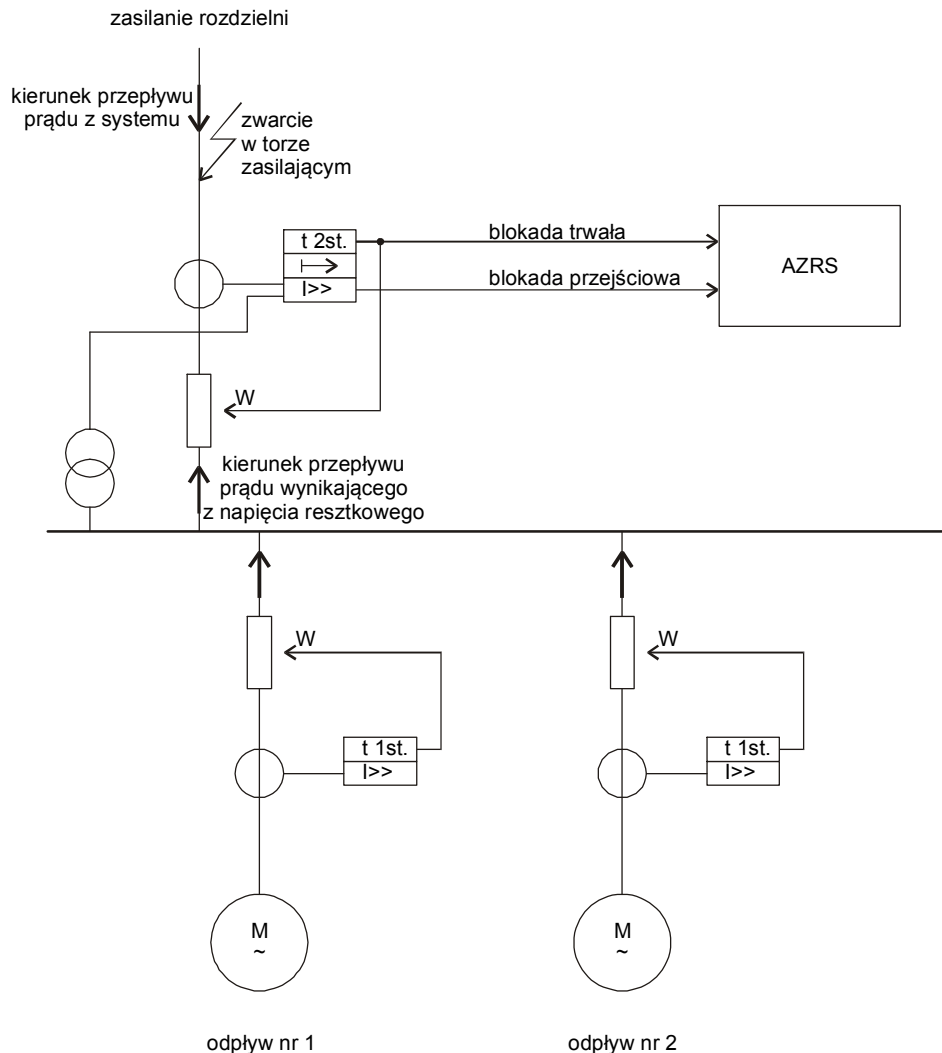 zasilanie rozdzielni
kierunek przepływu
prądu z systemu
zwarcie
w torze
zasilającym
t 2st.
I>>
blokada trwała
blokada przejściowa
AZRS
W
kierunek przepływu
prądu wynikającego
z napięcia resztkowego
W
W
t 1st.
I>>
t 1st.
I>>
M
~
M
~
odpływ nr 1
odpływ nr 2